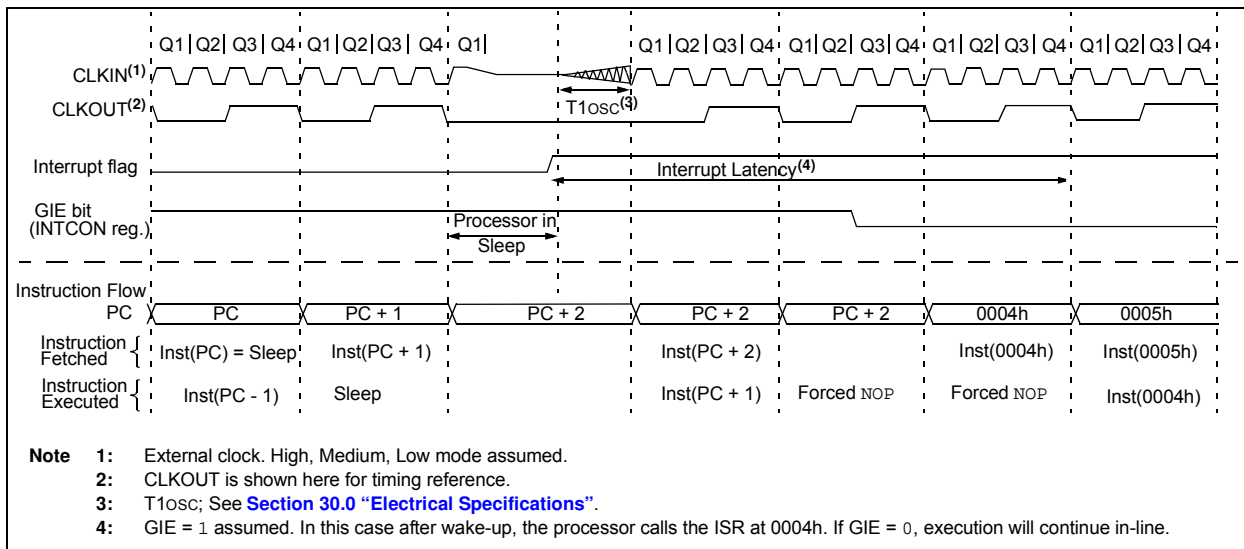 Q1 Q2 Q3 Q4 Q1 Q2 Q3 Q4 Q1 Q1 Q2 Q3 Q4 Q1 Q2 Q3 Q4 Q1 Q2 Q3 Q4 Q1 Q2 Q3 Q4
CLKIN(1)
CLKOUT(2)
T1OSC(3)
Interrupt flag
Interrupt Latency(4)
GIE bit
(INTCON reg.)
Processor in
Sleep
Instruction Flow
PC PC PC + 1 PC + 2 PC + 2 PC + 2 0004h 0005h
Instruction
Fetched { Inst(PC) = Sleep Inst(PC + 1) Inst(PC + 2) Inst(0004h) Inst(0005h)
Instruction
Executed { Inst(PC - 1) Sleep Inst(PC + 1) Forced NOP Forced NOP Inst(0004h)
Note 1: External clock. High, Medium, Low mode assumed.
2: CLKOUT is shown here for timing reference.
3: T1OSC; See Section 30.0 “Electrical Specifications”.
4: GIE = 1 assumed. In this case after wake-up, the processor calls the ISR at 0004h. If GIE = 0, execution will continue in-line.